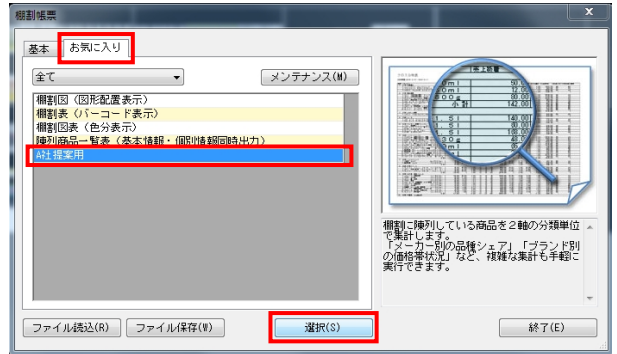 棚割帳票
x
基本
お気に入り
全て
メンテナンス(M)
棚割図（図形配置表示）
棚割表（バーコード表示）
棚割図表（色分表示）
陳列商品一覧表（基本情報・個別情報同時出力）
A社提案用
売上数量
小 計
142.00
棚割に陳列している商品を２軸の分類単位
で集計します。
「メーカー別の品種シェア」「ブランド別
の価格帯状況」など、複雑な集計も手軽に
実行できます。
ファイル読込(R)
ファイル保存(W)
選択(S)
終了(E)